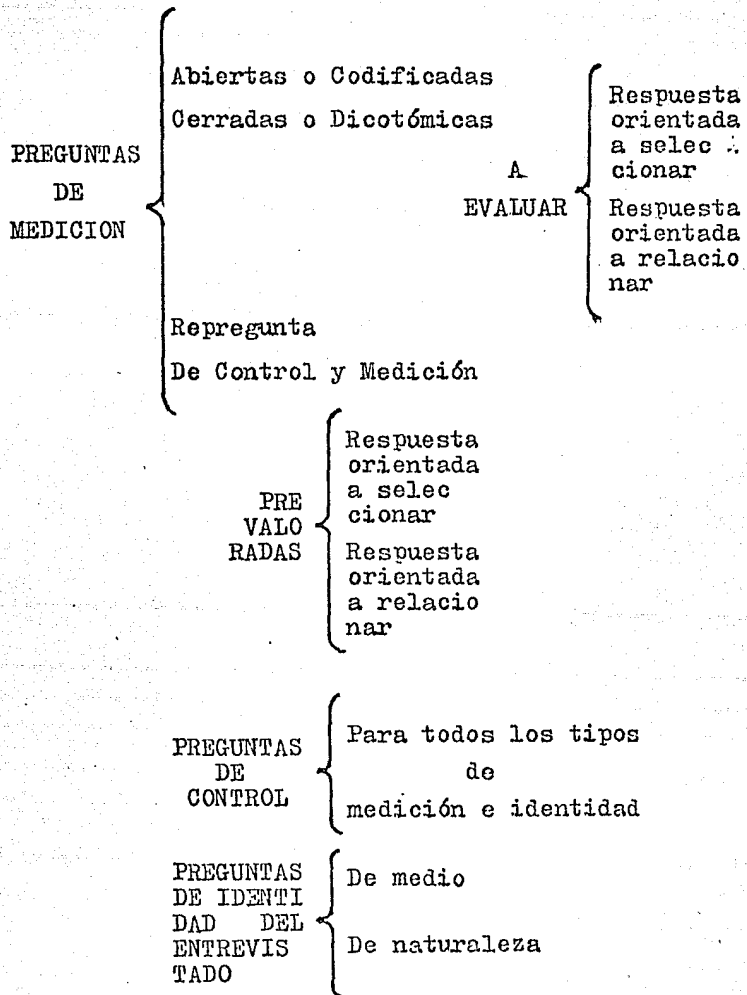 PREGUNTAS
DE
MEDICION
Abiertas o Codificadas
Cerradas o Dicotómicas
A
EVALUAR
Respuesta
orientada
a selec
cionar
Respuesta
orientada
a relacio
nar
Repregunta
De Control y Medición
PRE
VALO
RADAS
Respuesta
orientada
a selec
cionar
Respuesta
orientada
a relacio
nar
PREGUNTAS
DE
CONTROL
Para todos los tipos
de
medición e identidad
PREGUNTAS
DE IDENTI
DAD DEL
ENTREVIS
TADO
De medio
De naturaleza